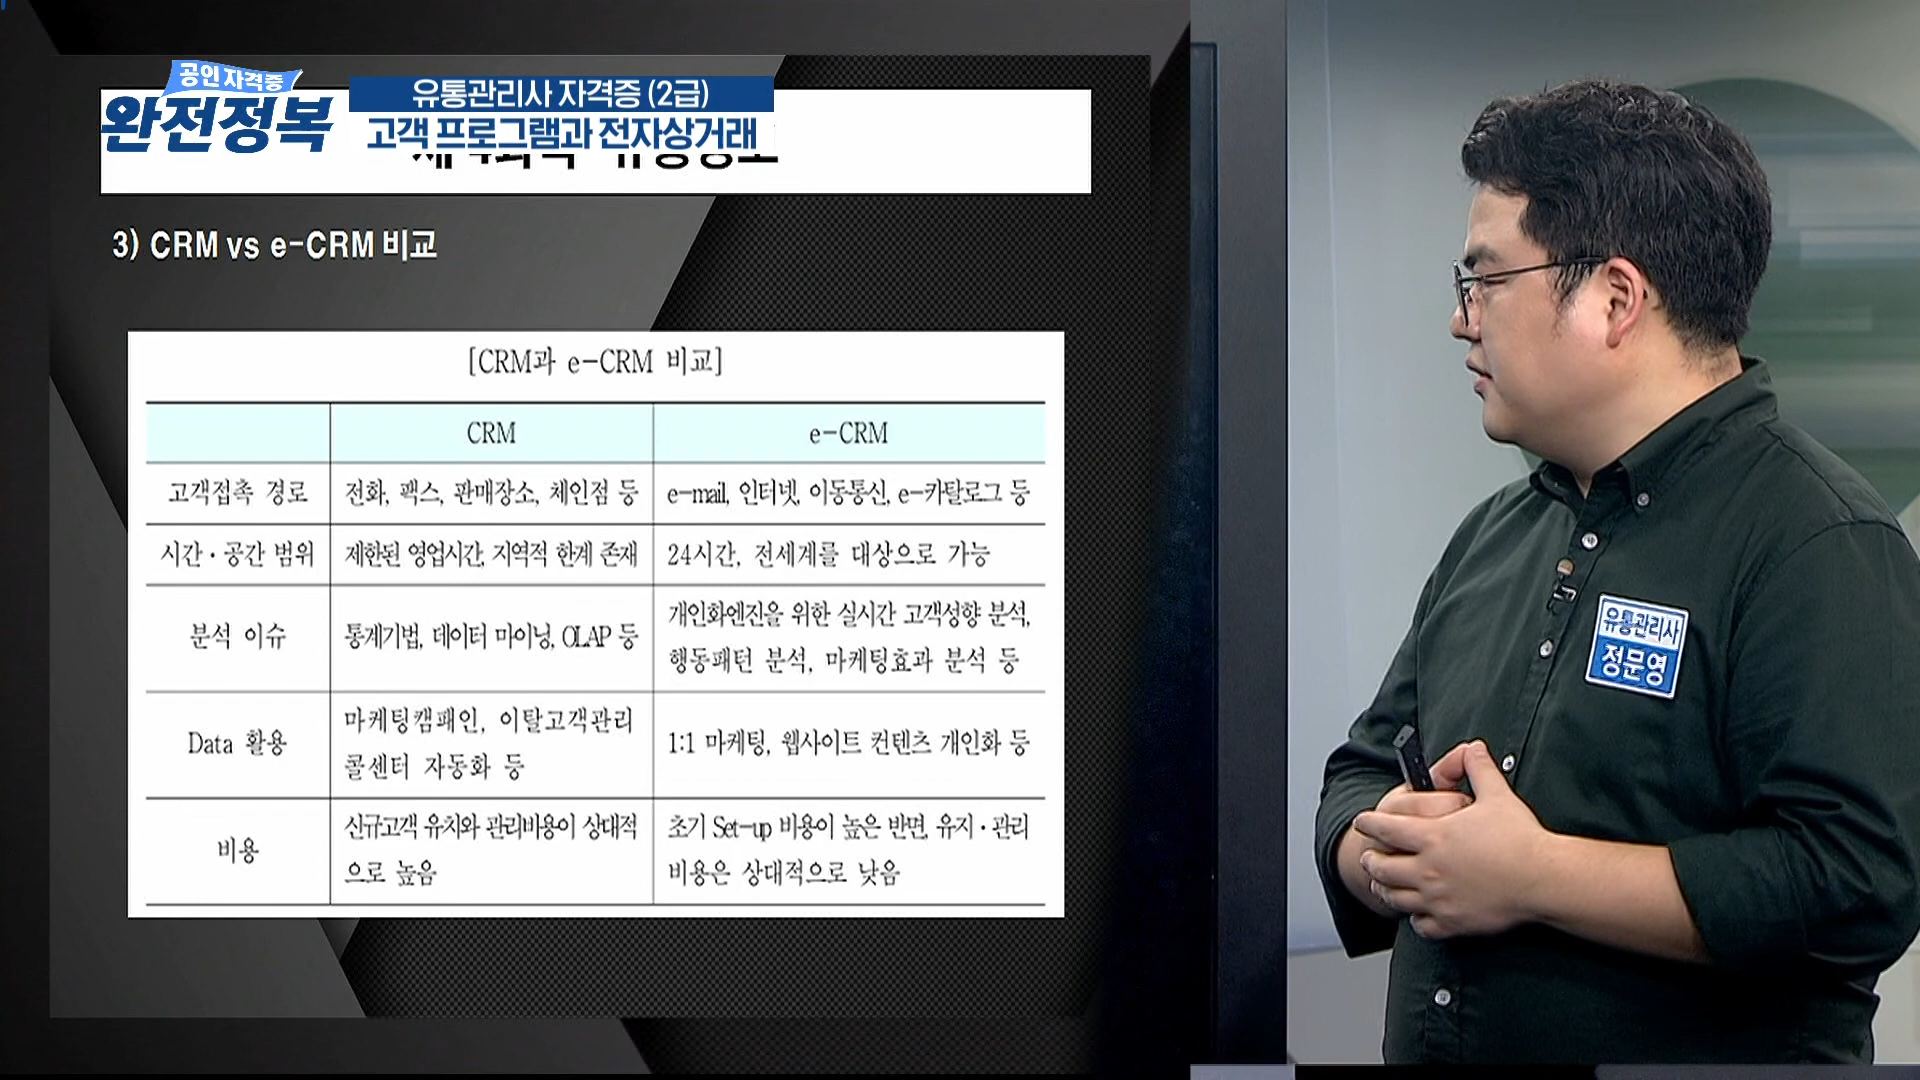 공인 자격증
완전정복
유통관리사 자격증 (2급)
고객 프로그램과 전자상거래
3) CRM vs e-CRM 비교
[CRM과 e-CRM 비교]
CRM e-CRM
고객접촉 경로 전화, 팩스, 판매장소, 체인점 등 e-mail, 인터넷, 이동통신, e-카탈로그 등
시간·공간 범위 제한된 영업시간, 지역적 한계 존재 24시간, 전세계를 대상으로 가능
분석 이슈 통계기법, 데이터 마이닝, OLAP 등 개인화엔진을 위한 실시간 고객성향 분석,
행동패턴 분석, 마케팅효과 분석 등
Data 활용 마케팅캠패인, 이탈고객관리
콜센터 자동화 등 1:1 마케팅, 웹사이트 컨텐츠 개인화 등
비용 신규고객 유치와 관리비용이 상대적
으로 높음 초기 Set-up 비용이 높은 반면, 유지·관리
비용은 상대적으로 낮음
유통관리사
정문영